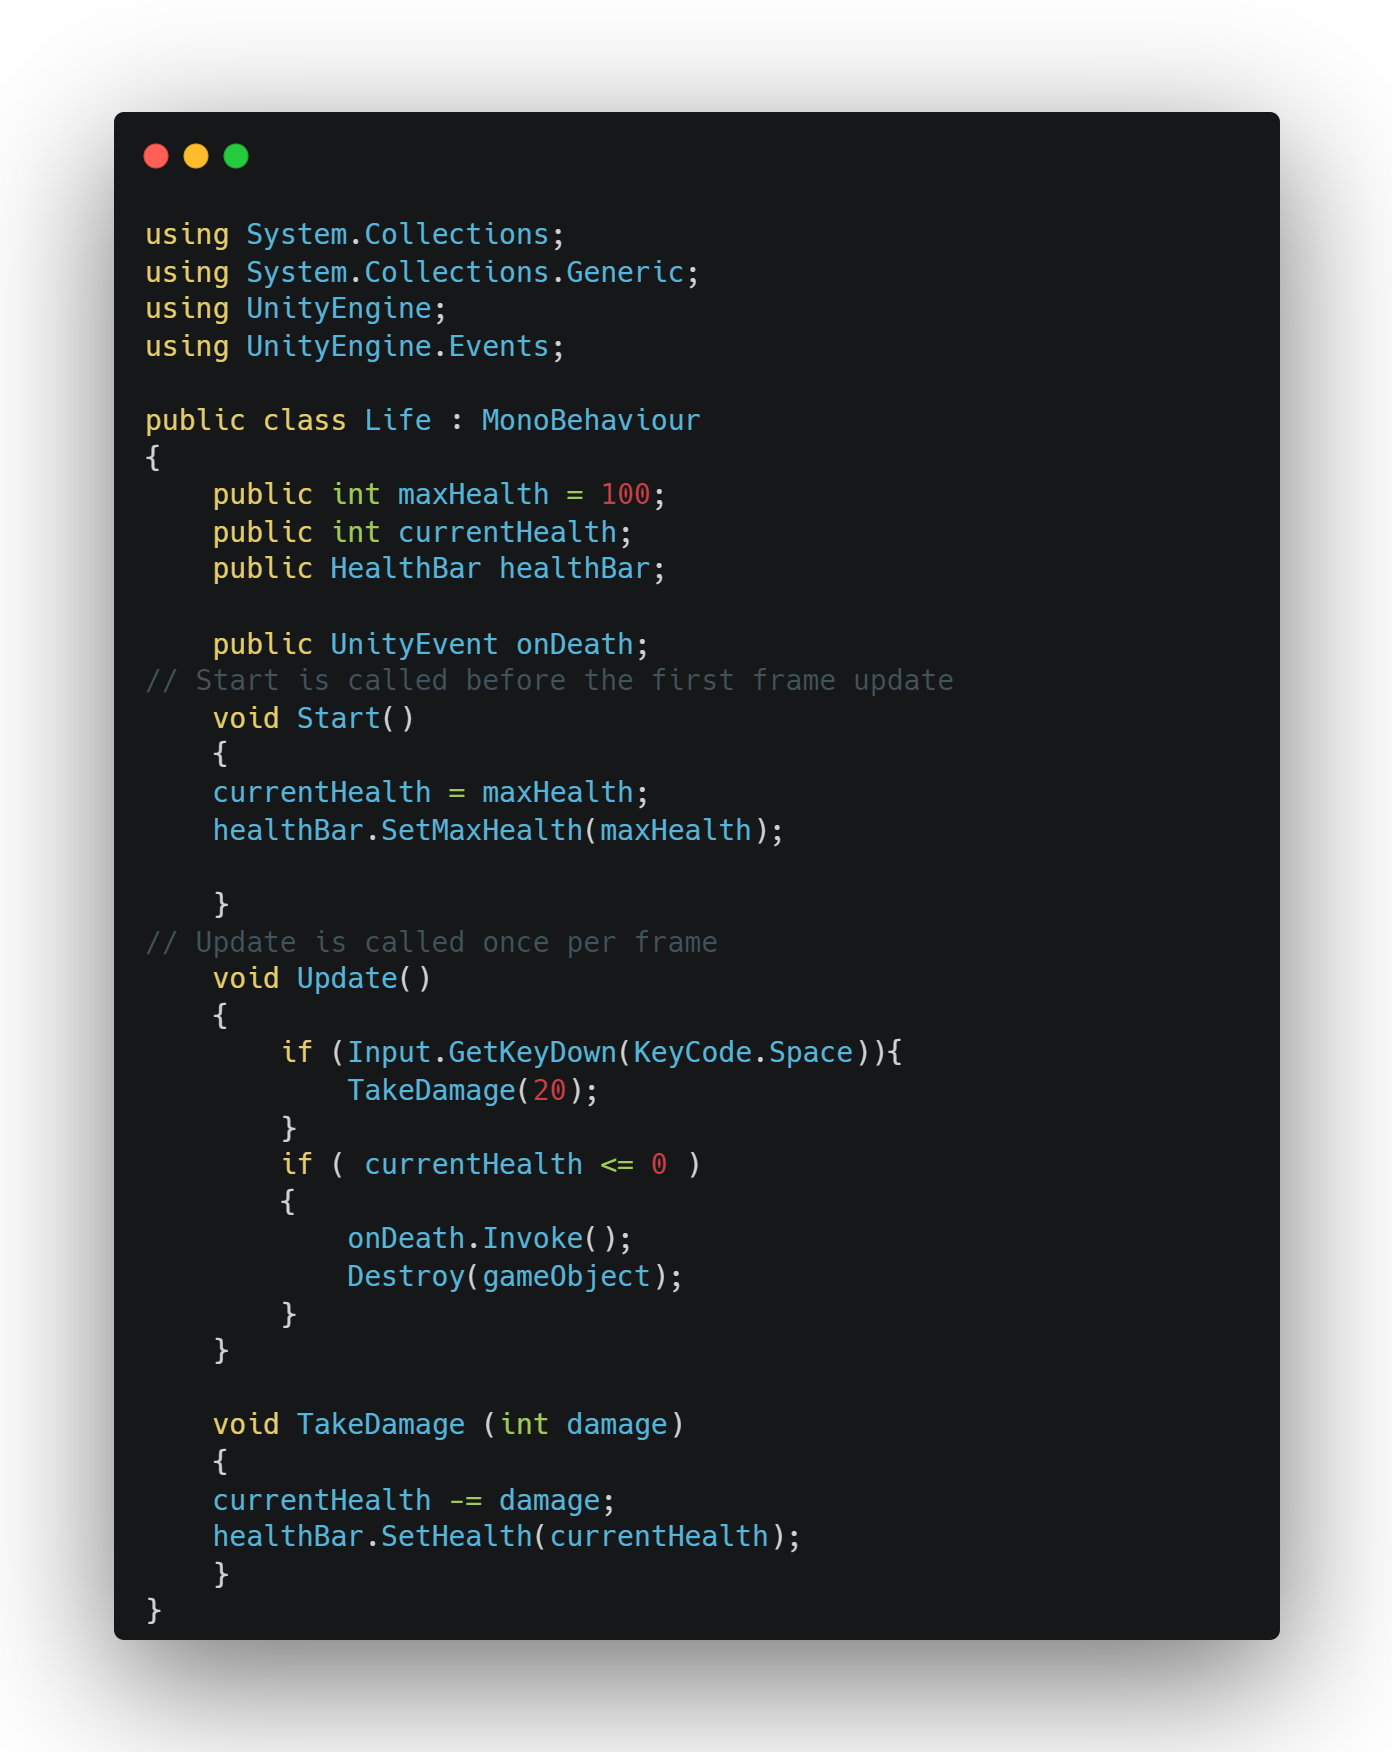 using System.Collections;
using System.Collections.Generic;
using UnityEngine;
using UnityEngine.Events;

public class Life : MonoBehaviour
{
    public int maxHealth = 100;
    public int currentHealth;
    public HealthBar healthBar;

    public UnityEvent onDeath;
// Start is called before the first frame update
    void Start()
    {
    currentHealth = maxHealth;
    healthBar.SetMaxHealth(maxHealth);

    }
// Update is called once per frame
    void Update()
    {
        if (Input.GetKeyDown(KeyCode.Space)){
            TakeDamage(20);
        }
        if ( currentHealth <= 0 )
        {
            onDeath.Invoke();
            Destroy(gameObject);
        }
    }

    void TakeDamage (int damage)
    {
    currentHealth -= damage;
    healthBar.SetHealth(currentHealth);
    }
}